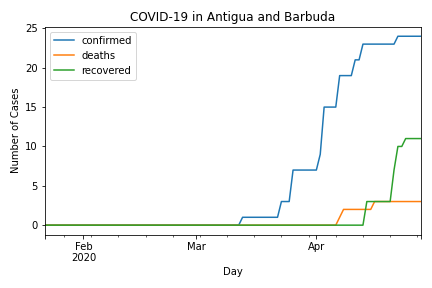 COVID-19 in Antigua and Barbuda
25
20
15
10
5
0
Number of Cases
confirmed
deaths
recovered
Feb
2020
Mar
Apr
Day